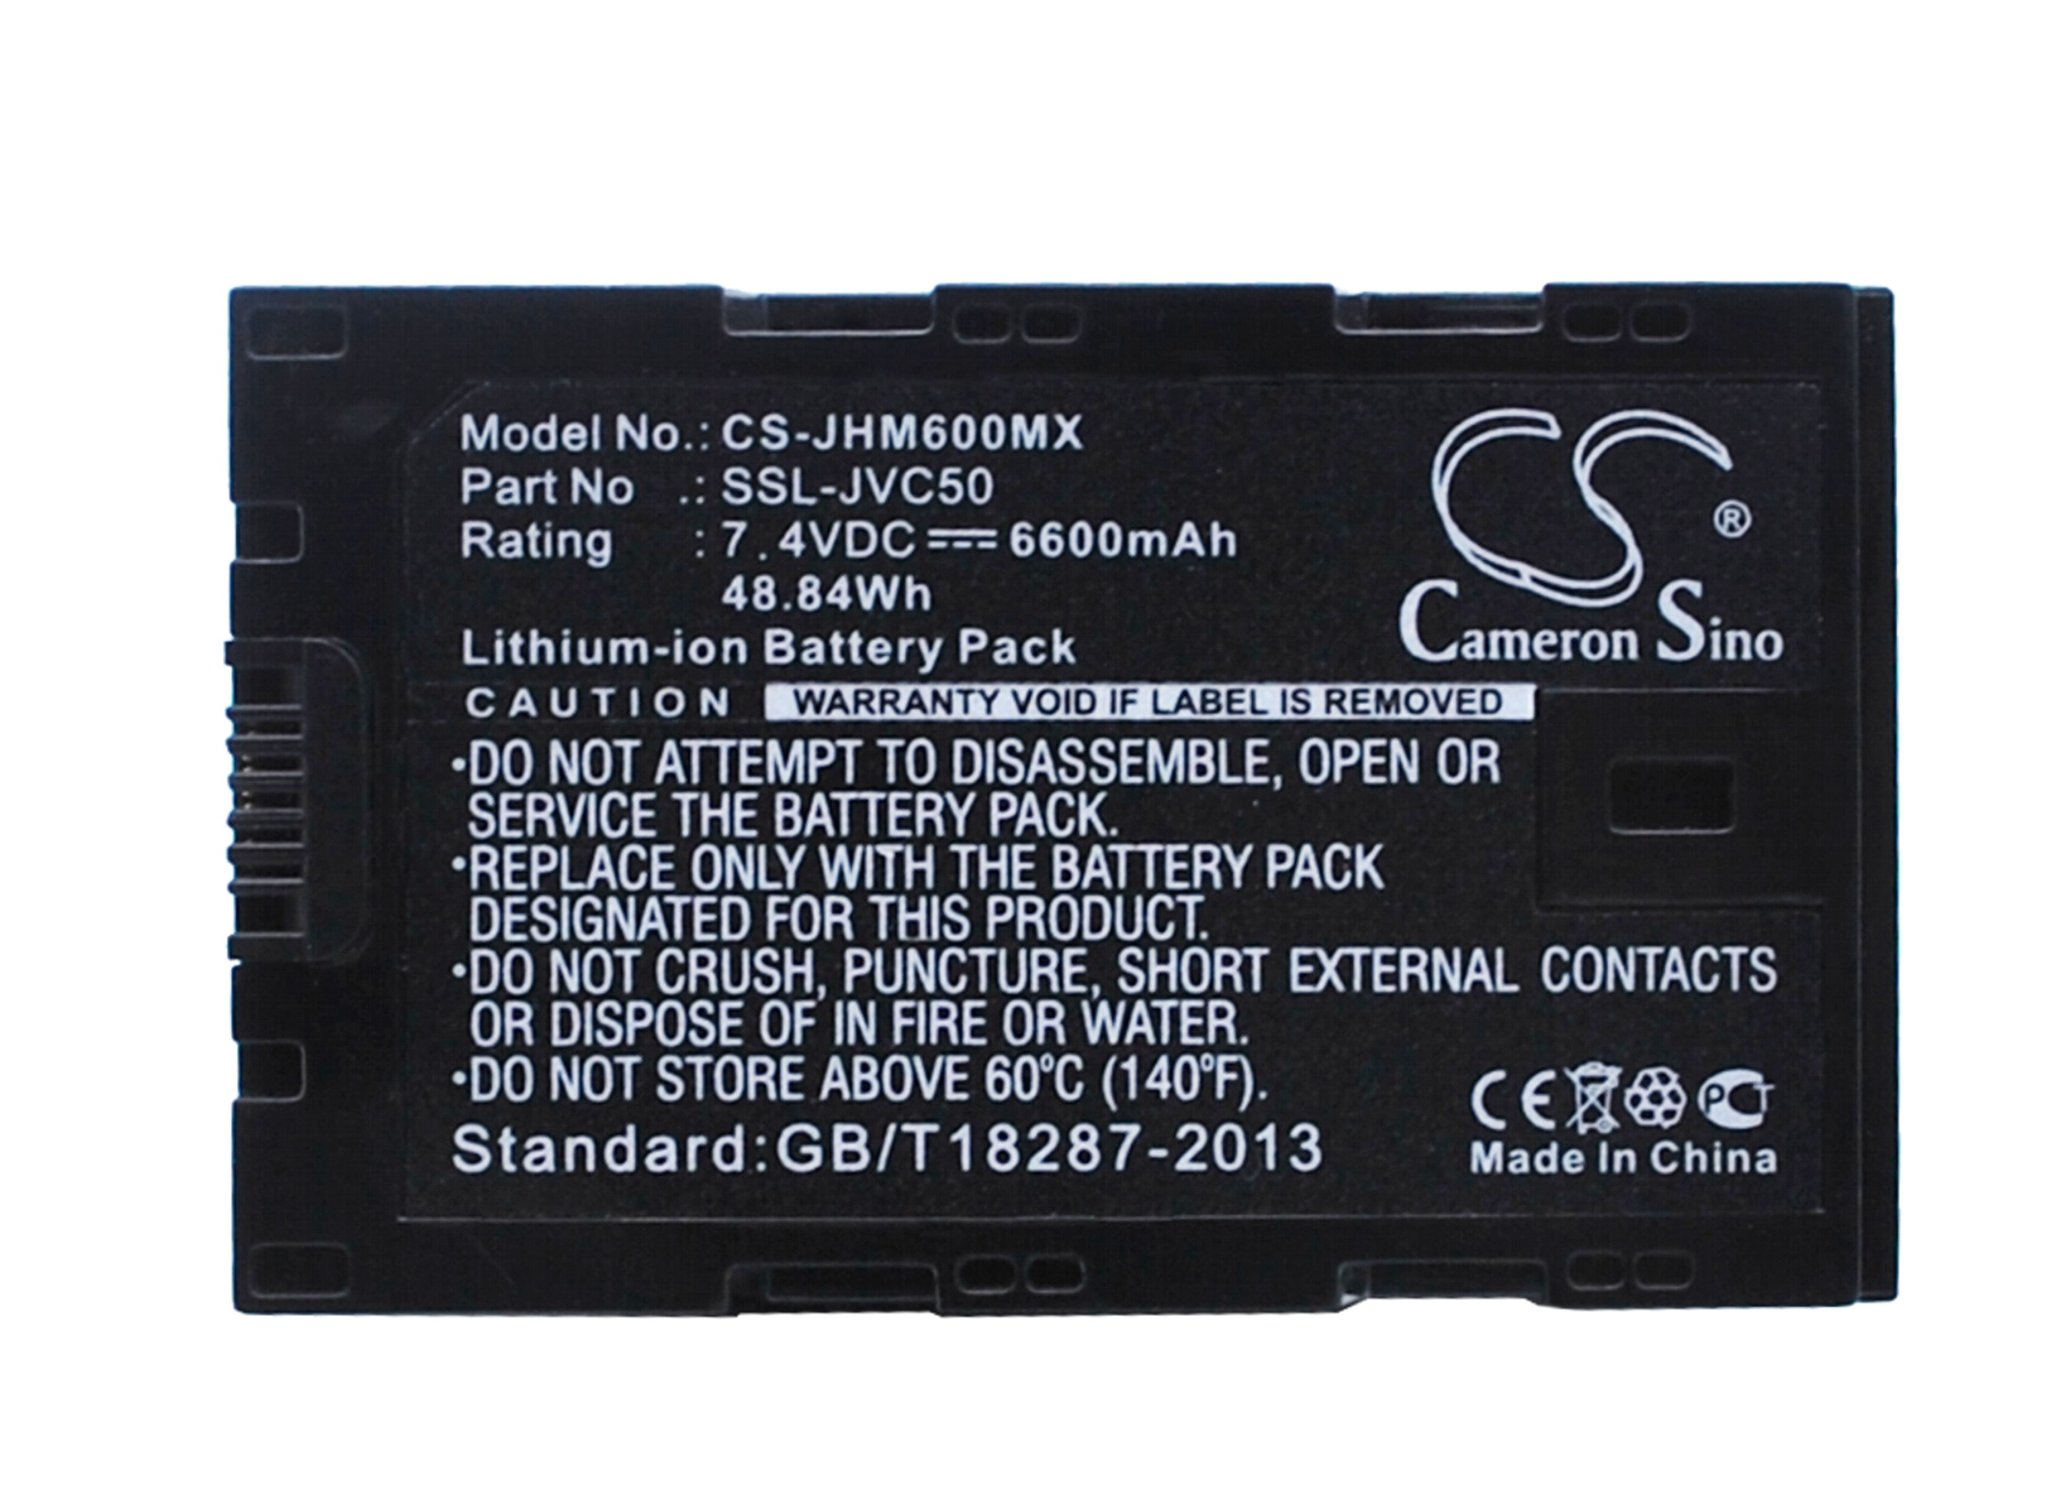 Model No.: CS-JHM600MX
Part No .: SSL-JVC50
Rating : 7.4VDC 6600mAh
48.84Wh
Lithium-ion Battery Pack
CS ®
Cameron Sino
CAUTION WARRANTY VOID IF LABEL IS REMOVED
•DO NOT ATTEMPT TO DISASSEMBLE, OPEN OR
SERVICE THE BATTERY PACK.
•REPLACE ONLY WITH THE BATTERY PACK
DESIGNATED FOR THIS PRODUCT.
•DO NOT CRUSH, PUNCTURE, SHORT EXTERNAL CONTACTS
OR DISPOSE OF IN FIRE OR WATER.
•DO NOT STORE ABOVE 60°C (140°F).
Standard:GB/T18287-2013
CE PCT
Made In China